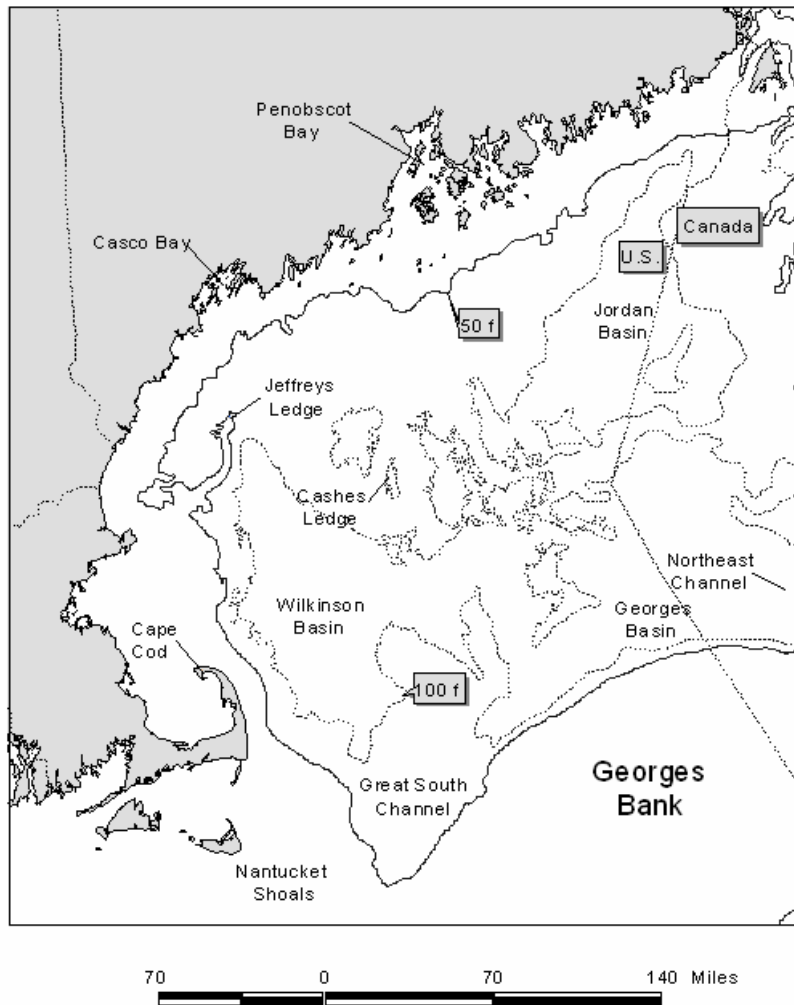 Penobscot
Bay
Canada
Casco Bay
U.S.
Jordan
Basin
50 f
Jeffreys
Ledge
Cashes
Ledge
Northeast
Channel
Wilkinson
Basin
Georges
Basin
Cape
Cod
100 f
Georges
Bank
Great South
Channel
Nantucket
Shoals
70 0 70 140 Miles